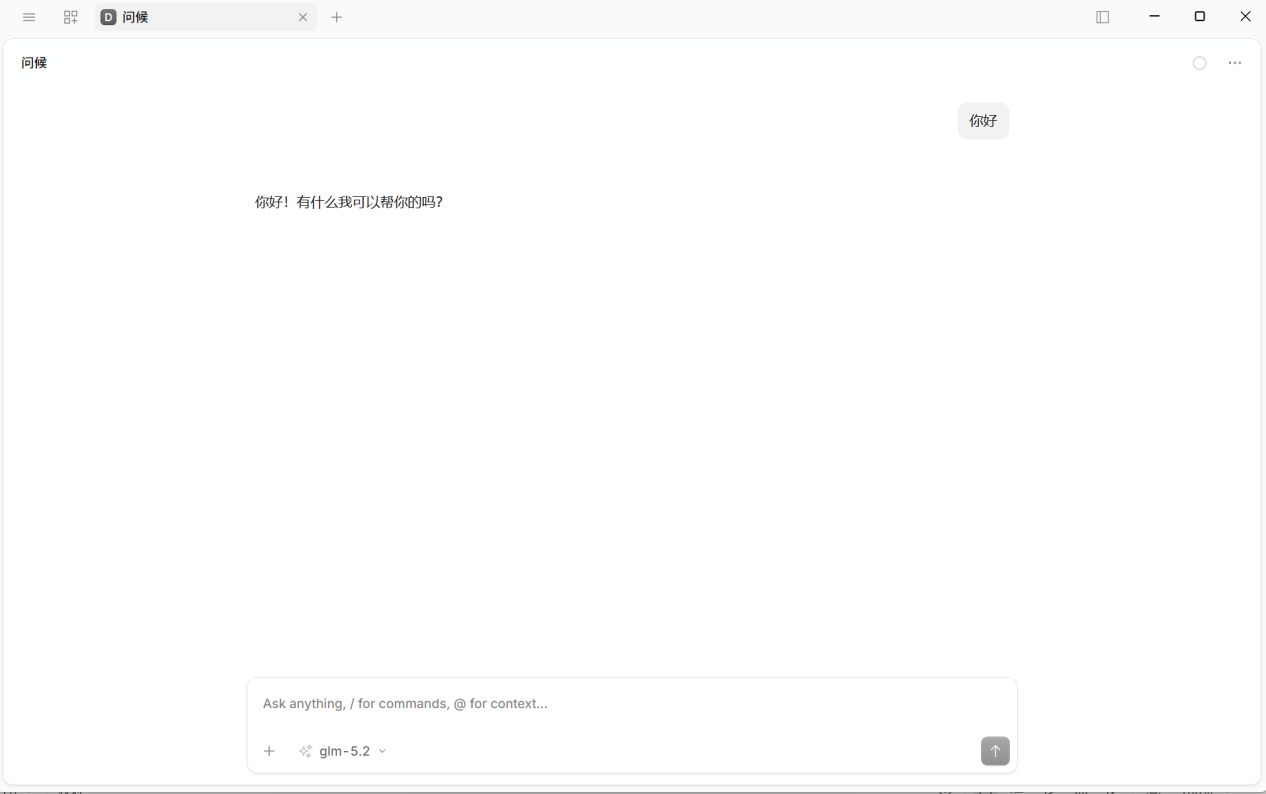 D 问候
问候
你好
你好！有什么我可以帮你的吗?
Ask anything, / for commands, @ for context...
glm-5.2